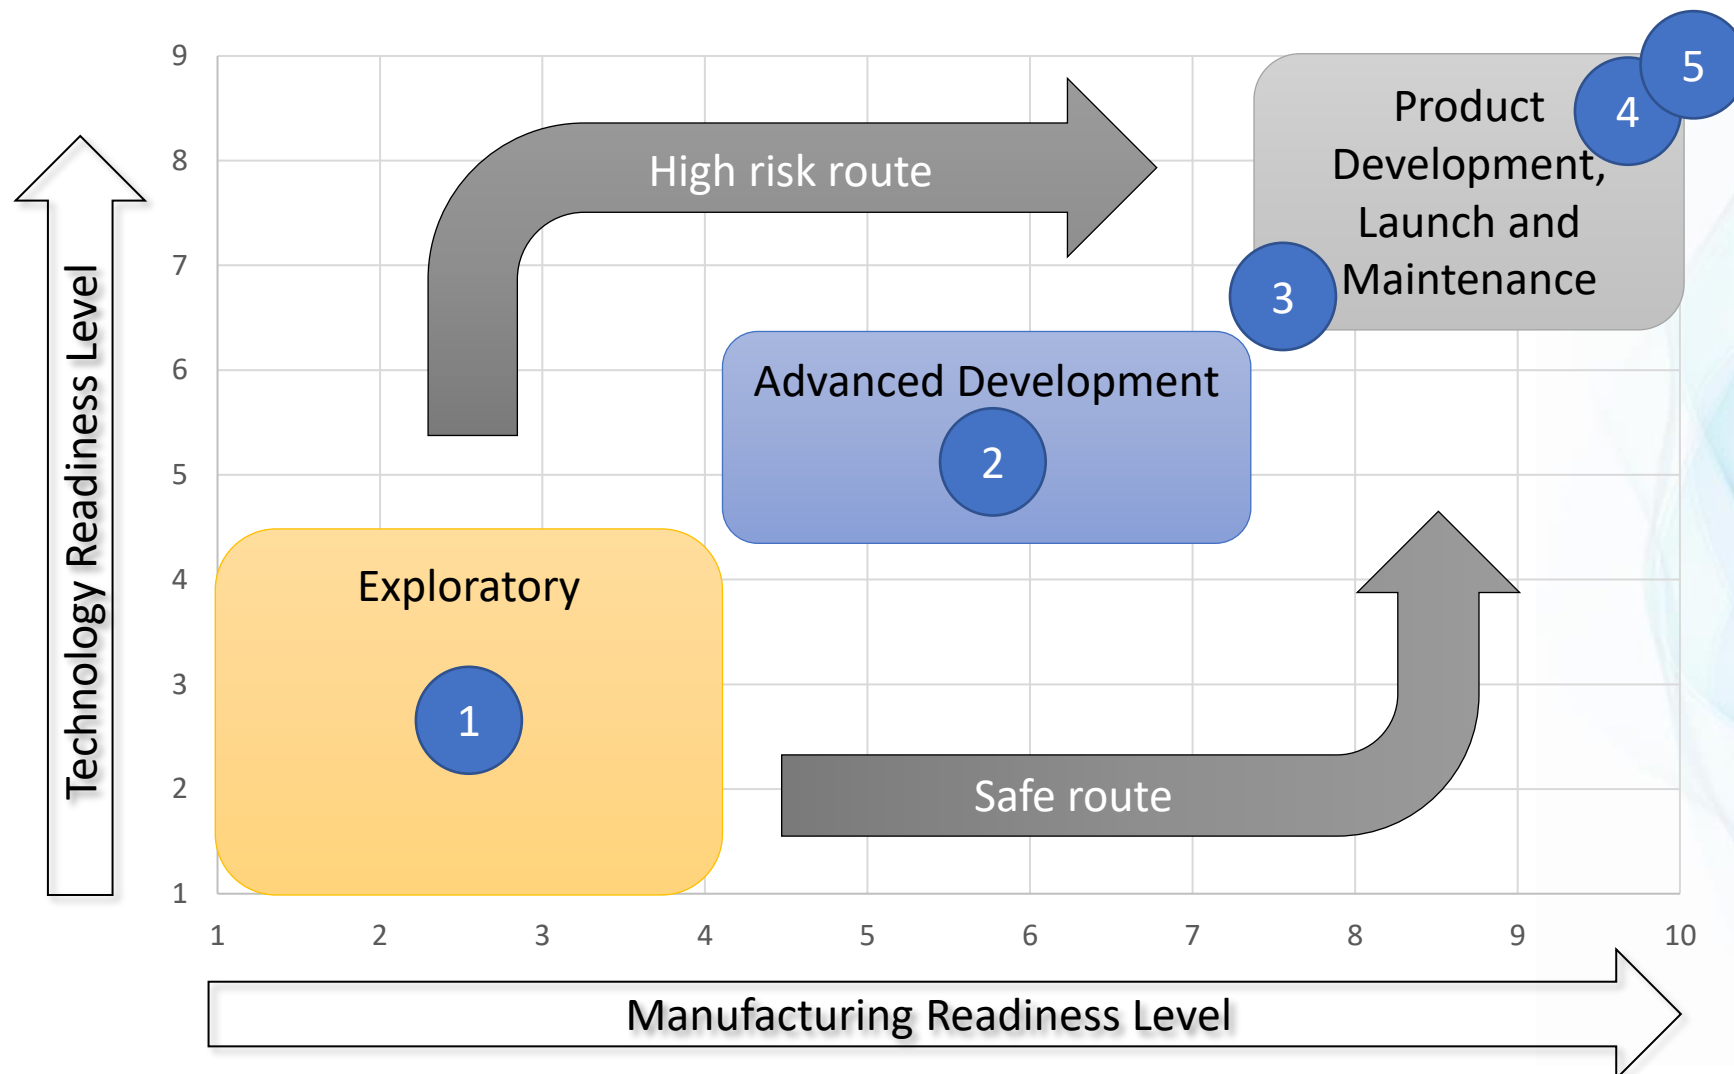 Technology Readiness Level
9
8
7
6
5
4
3
2
1
High risk route
Product
Development,
Launch and
Maintenance
4
5
3
Advanced Development
2
Exploratory
1
Safe route
1
2
3
4
5
6
7
8
9
10
Manufacturing Readiness Level